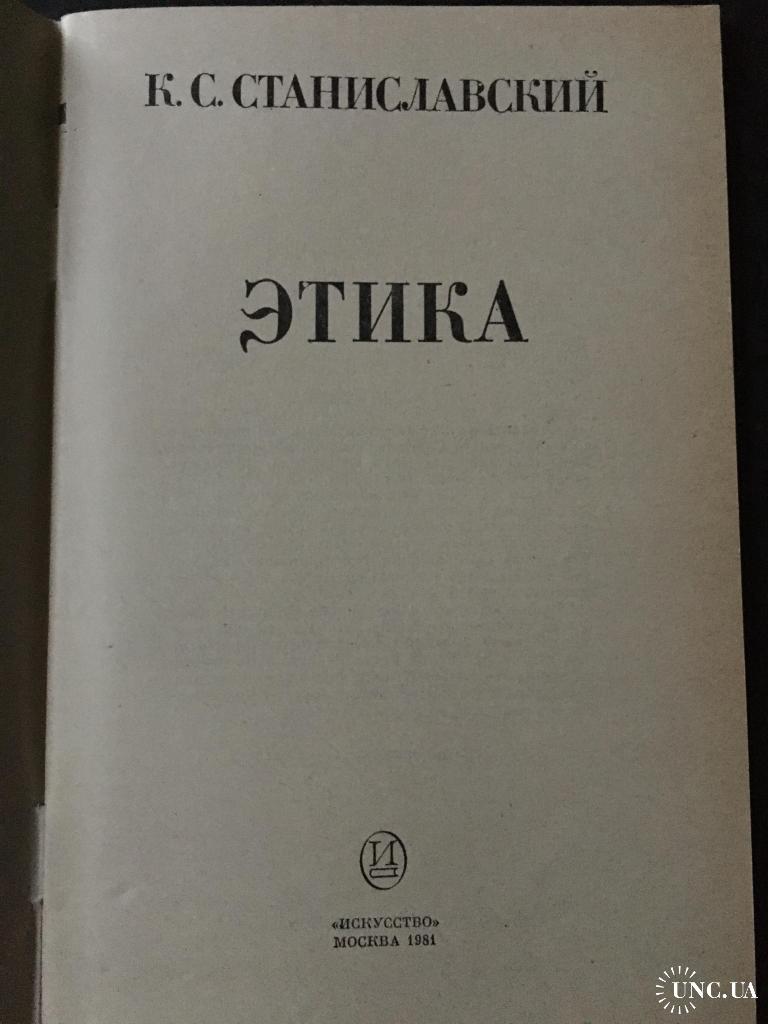 К. С. СТАНИСЛАВСКИЙ
ЭТИКА
И
«ИСКУССТВО»
МОСКВА 1981
UNC.UA